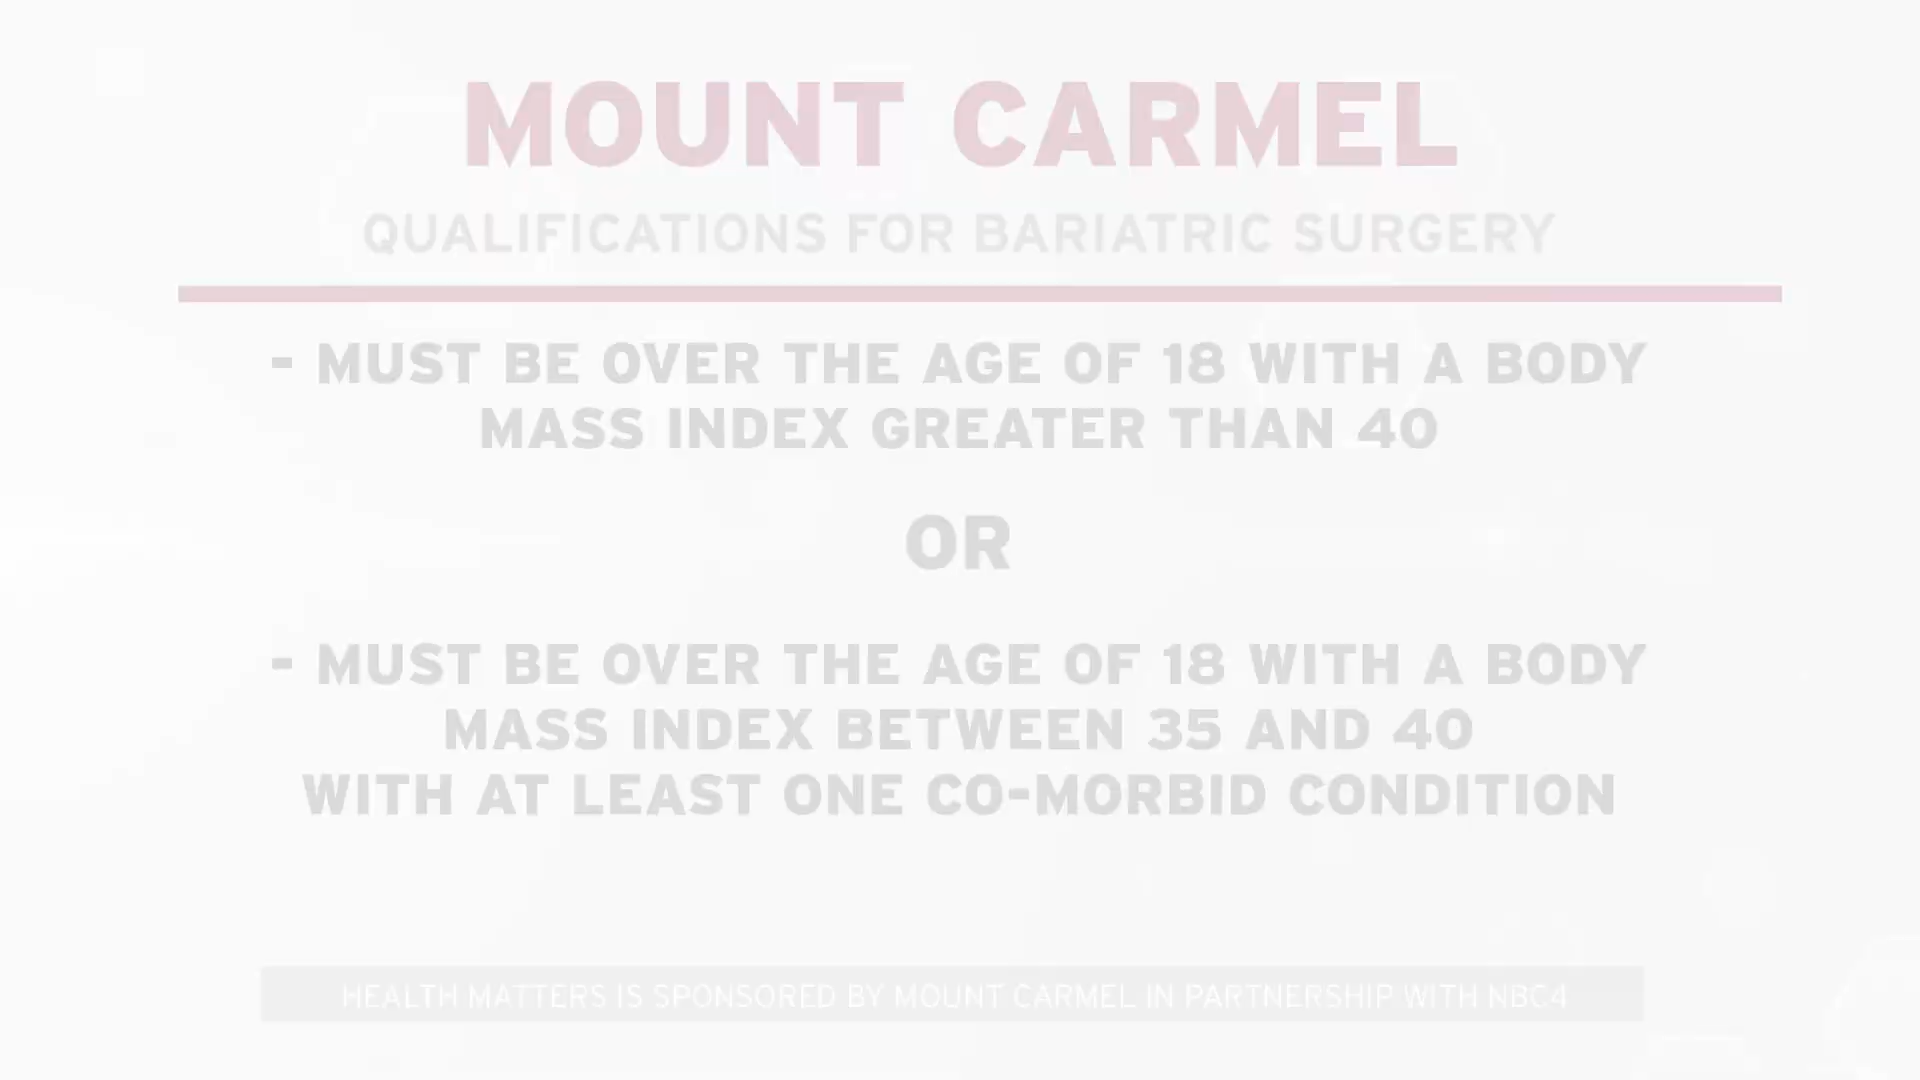 MOUNT CARMEL
QUALIFICATIONS FOR BARIATRIC SURGERY
- MUST BE OVER THE AGE OF 18 WITH A BODY
MASS INDEX GREATER THAN 40
OR
- MUST BE OVER THE AGE OF 18 WITH A BODY
MASS INDEX BETWEEN 35 AND 40
WITH AT LEAST ONE CO-MORBID CONDITION
HEALTH MATTERS IS SPONSORED BY MOUNT CARMEL IN PARTNERSHIP WITH NBC4